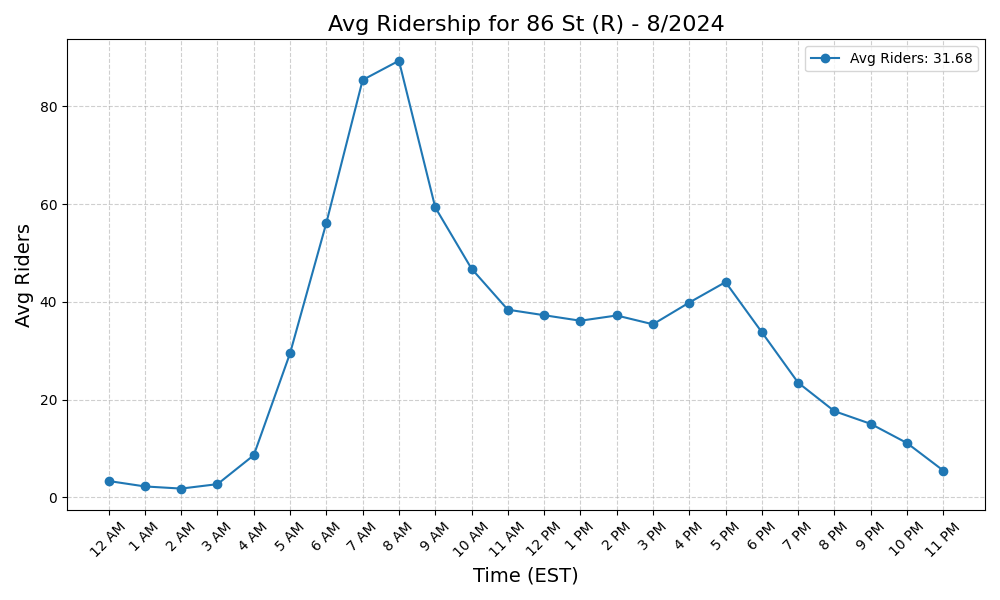 Avg Ridership for 86 St (R) - 8/2024
Avg Riders: 31.68
Avg Riders
80
60
40
20
0
12 AM
1 AM
2 AM
3 AM
4 AM
5 AM
6 AM
7 AM
8 AM
9 AM
10 AM
11 AM
12 PM
1 PM
2 PM
3 PM
4 PM
5 PM
6 PM
7 PM
8 PM
9 PM
10 PM
11 PM
Time (EST)